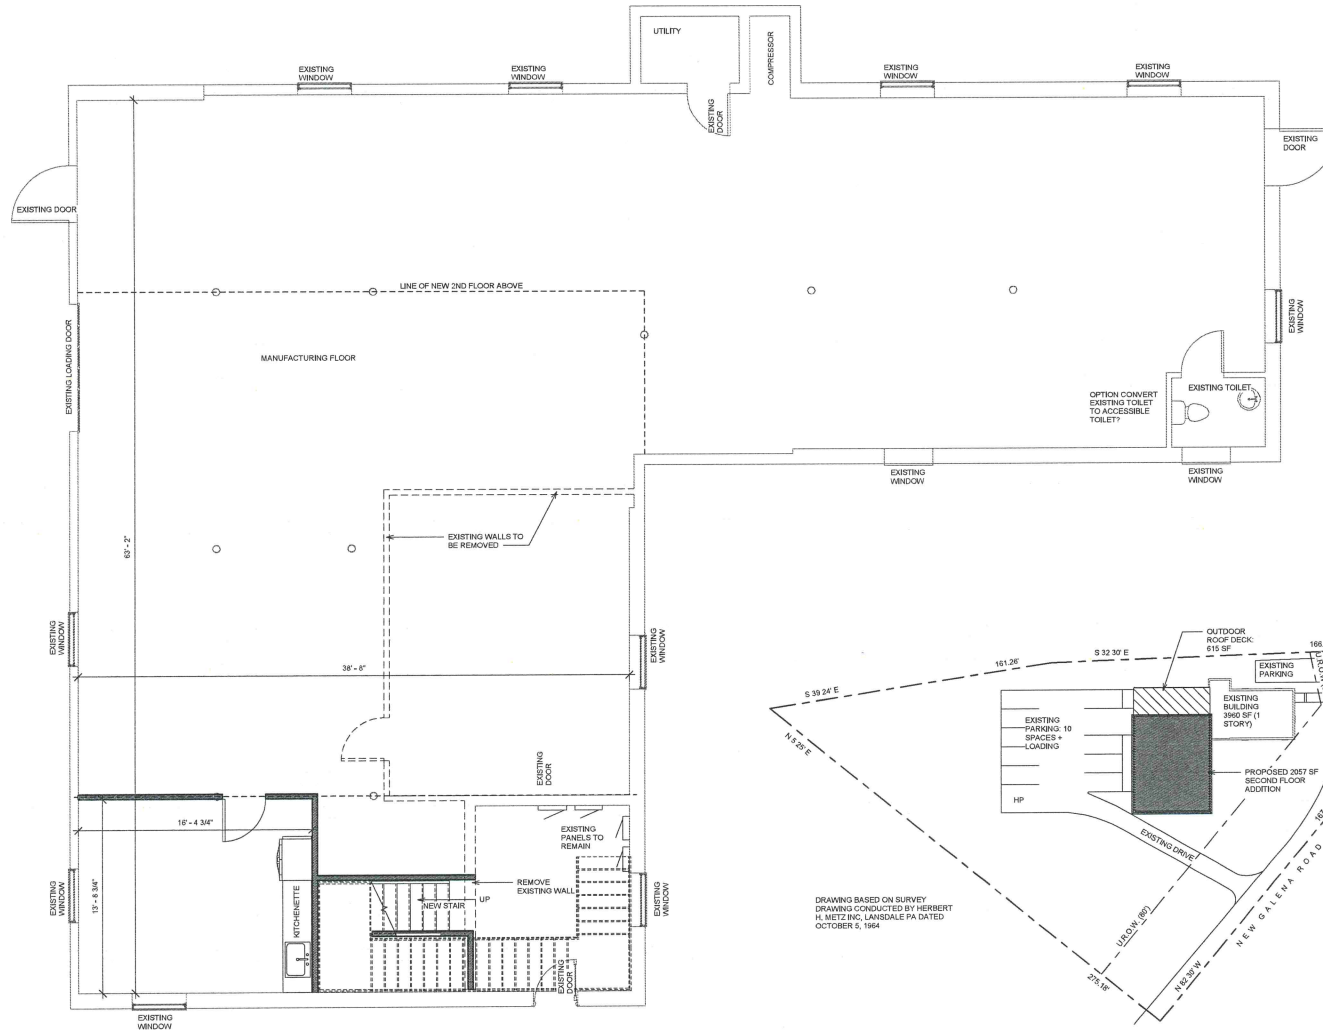 UTILITY
COMPRESSOR
EXISTING
WINDOW
EXISTING
WINDOW
EXISTING
WINDOW
EXISTING
WINDOW
EXISTING
DOOR
EXISTING
DOOR
EXISTING DOOR
LINE OF NEW 2ND FLOOR ABOVE
EXISTING LOADING DOOR
MANUFACTURING FLOOR
EXISTING
WINDOW
OPTION CONVERT
EXISTING TOILET
TO ACCESSIBLE
TOILET?
EXISTING TOILET
EXISTING
WINDOW
EXISTING
WINDOW
63' - 2"
EXISTING WALLS TO
BE REMOVED
EXISTING
WINDOW
EXISTING
WINDOW
38' - 8"
EXISTING
DOOR
16' - 4 3/4"
EXISTING
PANELS TO
REMAIN
13' - 8 3/4"
EXISTING
WINDOW
KITCHENETTE
NEW STAIR
UP
REMOVE
EXISTING WALL
EXISTING
WINDOW
EXISTING
DOOR
EXISTING
WINDOW
OUTDOOR
ROOF DECK:
615 SF
S 39 24' E
161.26'
S 32 30' E
166.
U.R.O.W.
EXISTING
PARKING
EXISTING
BUILDING
3960 SF (1
STORY)
EXISTING
PARKING: 10
SPACES +
LOADING
HP
N 5 25' E
PROPOSED 2057 SF
SECOND FLOOR
ADDITION
EXISTING DRIVE
167.
NEW GALENA ROAD
U.R.O.W. (80')
N 82 30' W
275.18'
DRAWING BASED ON SURVEY
DRAWING CONDUCTED BY HERBERT
H. METZ INC, LANSDALE PA DATED
OCTOBER 5, 1964